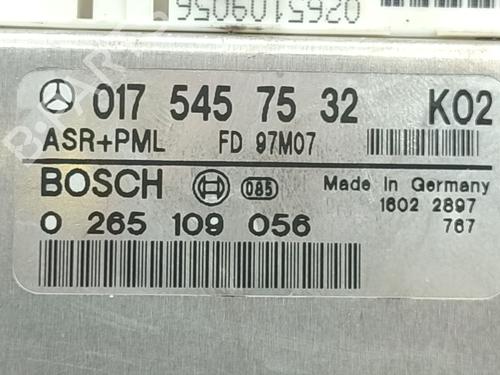 0265109056
017 545 75 32 K02
ASR+PML FD 97M07
BOSCH 085 Made in Germany
0 265 109 056 1602 2897
767